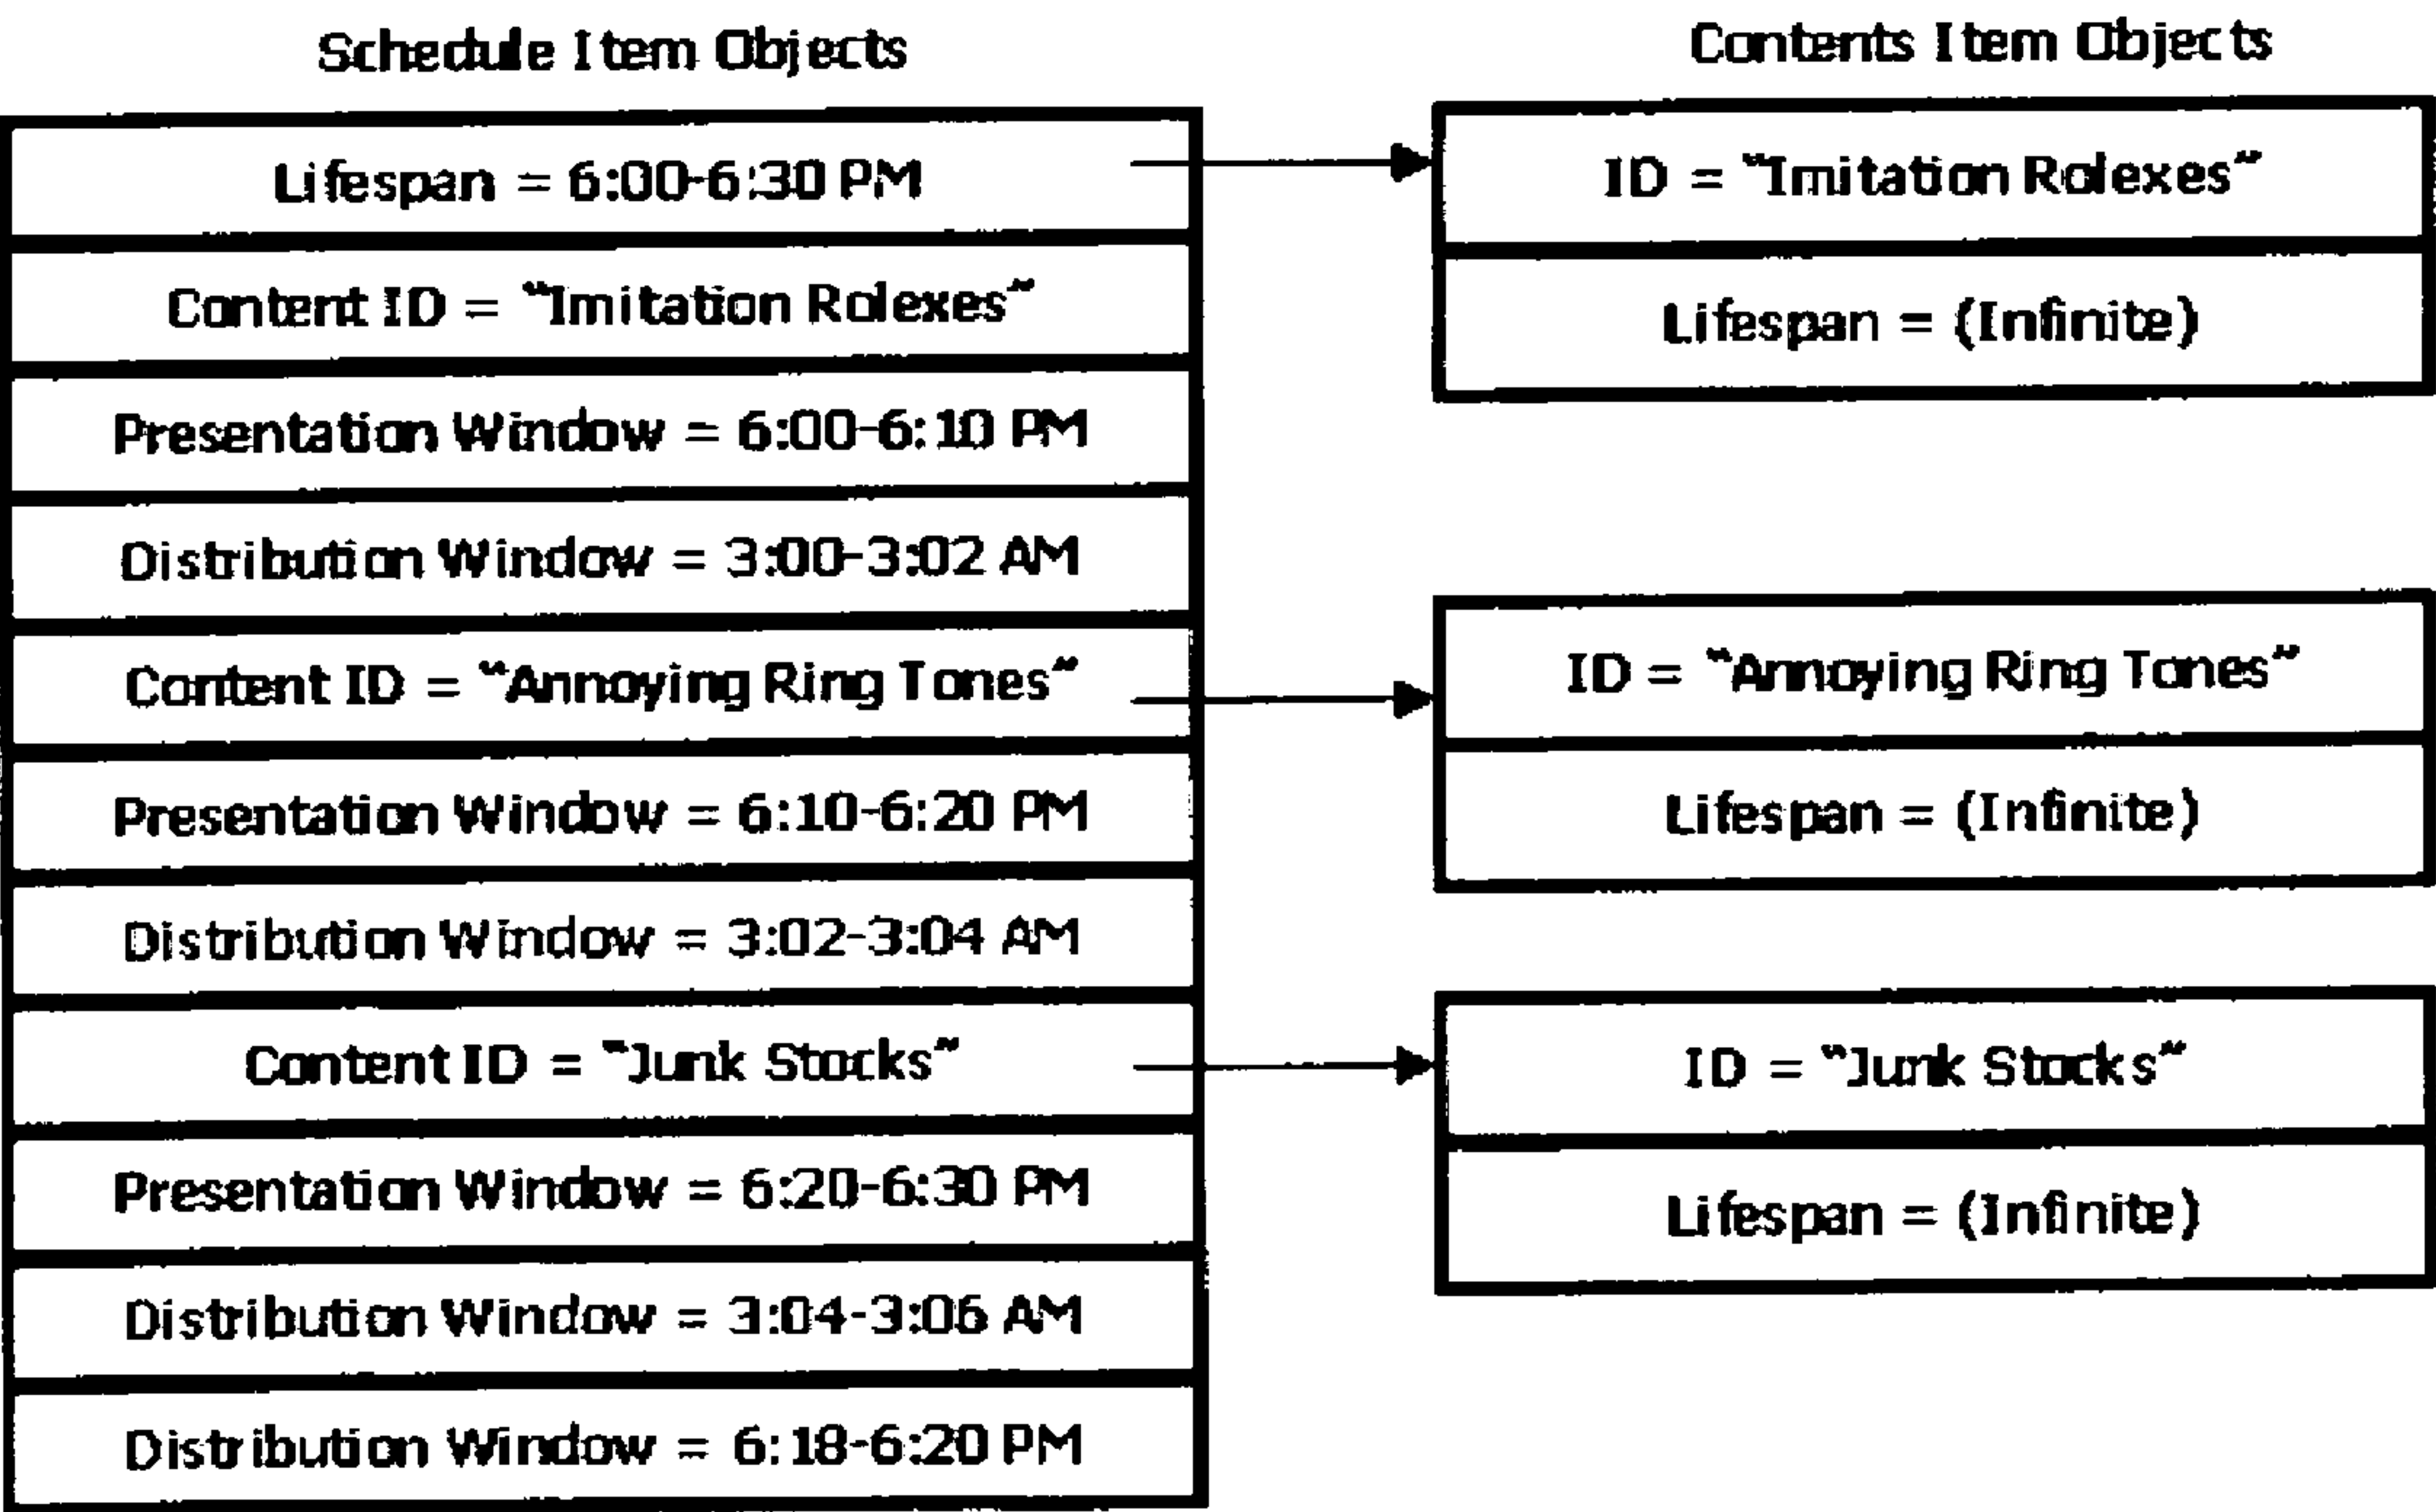 Schedule Item Objects
Lifespan = 6:00-6:30 PM
Content ID = "Imitation Rolexes"
Presentation Window = 6:00-6:10 PM
Distribution Window = 3:00-3:02 AM
Content ID = "Annoying Ring Tones"
Presentation Window = 6:10-6:20 PM
Distribution Window = 3:02-3:04 AM
Content ID = "Junk Stocks"
Presentation Window = 6:20-6:30 PM
Distribution Window = 3:04-3:06 AM
Distribution Window = 6:18-6:20 PM
Contents Item Objects
ID = "Imitation Rolexes"
Lifespan = (Infinite)
ID = "Annoying Ring Tones"
Lifespan = (Infinite)
ID = "Junk Stocks"
Lifespan = (Infinite)